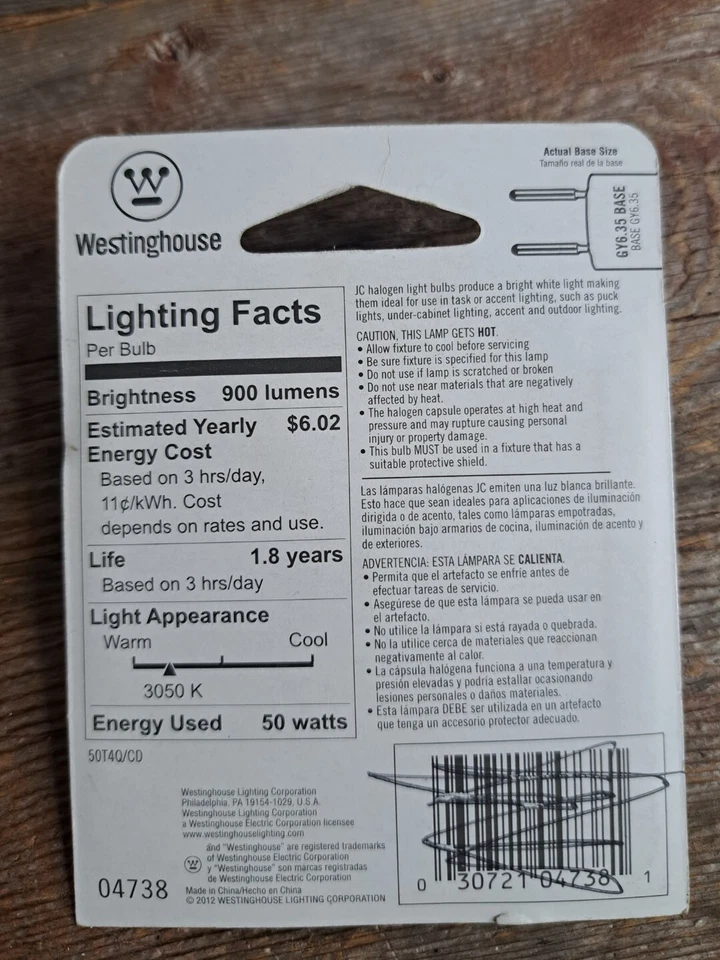 Westinghouse
Actual Base Size
Tamaño real de la base
GY6.35 BASE
BASE GY6.35
Lighting Facts
Per Bulb
Brightness 900 lumens
Estimated Yearly $6.02
Energy Cost
Based on 3 hrs/day,
11¢/kWh. Cost
depends on rates and use.
Life 1.8 years
Based on 3 hrs/day
Light Appearance
Warm Cool
3050 K
Energy Used 50 watts
50T4Q/CD
JC halogen light bulbs produce a bright white light making
them ideal for use in task or accent lighting, such as puck
lights, under-cabinet lighting, accent and outdoor lighting.
CAUTION, THIS LAMP GETS HOT.
• Allow fixture to cool before servicing
• Be sure fixture is specified for this lamp
• Do not use if lamp is scratched or broken
• Do not use near materials that are negatively
affected by heat.
• The halogen capsule operates at high heat and
pressure and may rupture causing personal
injury or property damage.
• This bulb MUST be used in a fixture that has a
suitable protective shield.
Las lámparas halógenas JC emiten una luz blanca brillante.
Esto hace que sean ideales para aplicaciones de iluminación
dirigida o de acento, tales como lámparas empotradas,
iluminación bajo armarios de cocina, iluminación de acento y
de exteriores.
ADVERTENCIA: ESTA LÁMPARA SE CALIENTA.
• Permita que el artefacto se enfríe antes de
efectuar tareas de servicio.
• Asegúrese de que esta lámpara se pueda usar en
el artefacto.
• No utilice la lámpara si está rayada o quebrada.
• No la utilice cerca de materiales que reaccionan
negativamente al calor.
• La cápsula halógena funciona a una temperatura y
presión elevadas y podría estallar ocasionando
lesiones personales o daños materiales.
• Esta lámpara DEBE ser utilizada en un artefacto
que tenga un accesorio protector adecuado.
Westinghouse Lighting Corporation
Philadelphia, PA 19154-1029, U.S.A.
Westinghouse Lighting Corporation
a Westinghouse Electric Corporation licensee
www.westinghouselighting.com
and "Westinghouse" are registered trademarks
of Westinghouse Electric Corporation
y "Westinghouse" son marcas registradas
de Westinghouse Electric Corporation
Made in China/Hecho en China
© 2012 WESTINGHOUSE LIGHTING CORPORATION
04738
0 30721 04738 1